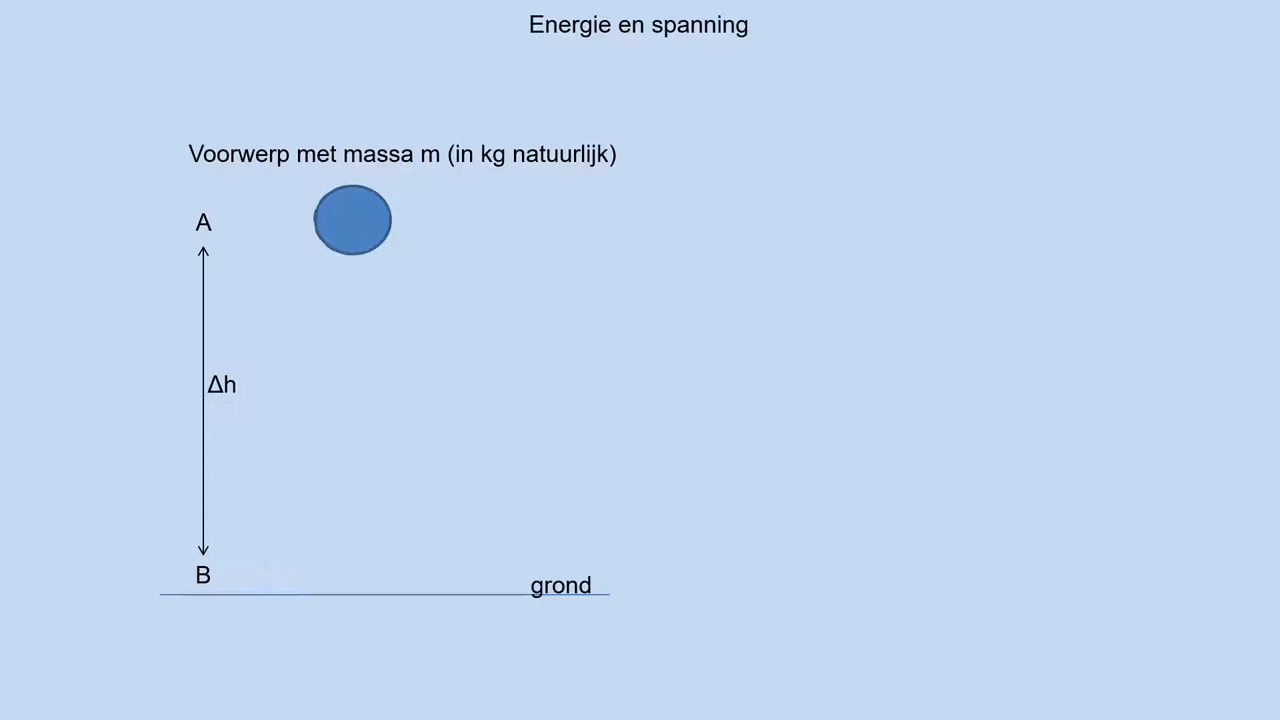 Energie en spanning
Voorwerp met massa m (in kg natuurlijk)
A
Δh
B
grond